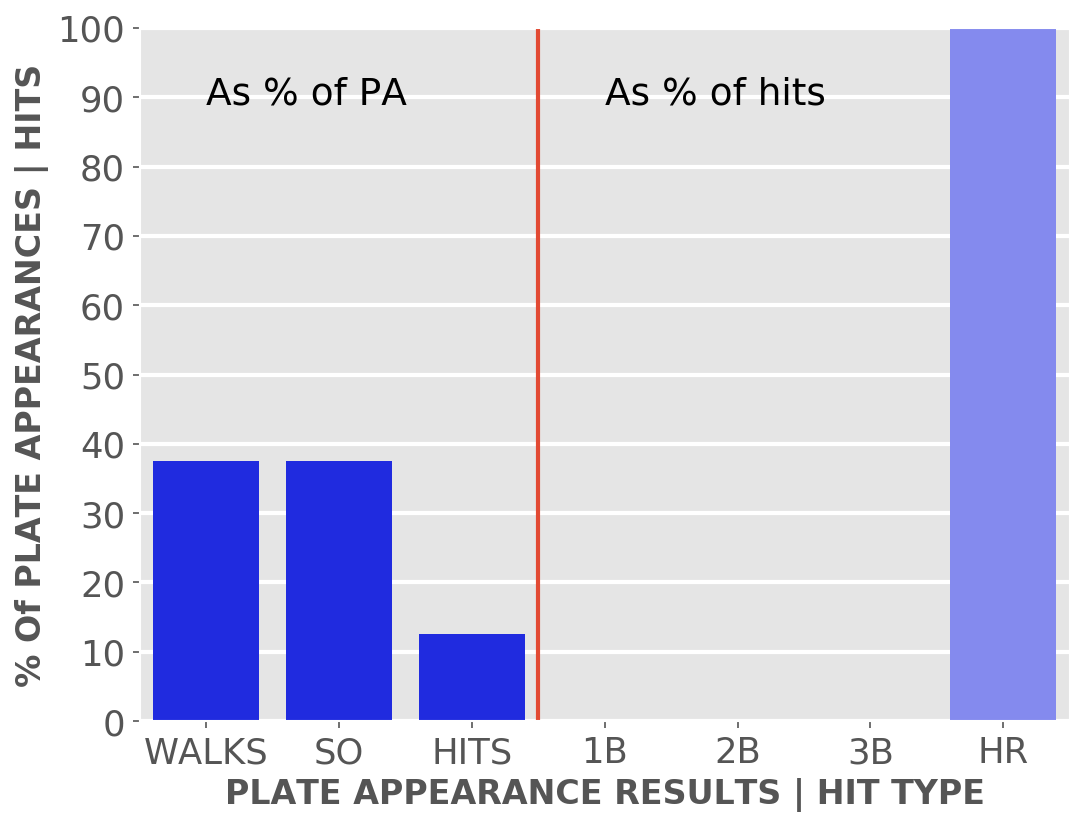 % Of PLATE APPEARANCES | HITS
100
90
80
70
60
50
40
30
20
10
0
As % of PA
As % of hits
WALKS SO HITS 1B 2B 3B HR
PLATE APPEARANCE RESULTS | HIT TYPE